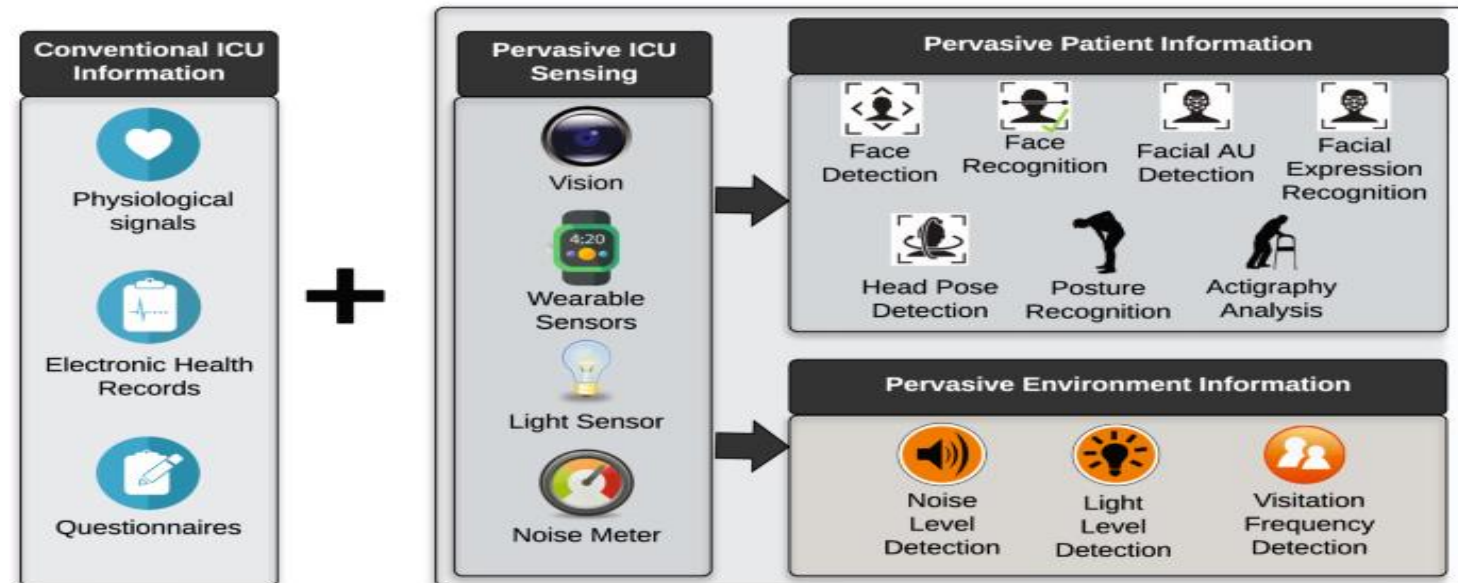 Conventional ICU
Information
Physiological
signals
Electronic Health
Records
Questionnaires
Pervasive ICU
Sensing
Vision
4:20
Wearable
Sensors
Light Sensor
Noise Meter
Pervasive Patient Information
Face
Detection
Face
Recognition
Facial AU
Detection
Facial
Expression
Recognition
Head Pose
Detection
Posture
Recognition
Actigraphy
Analysis
Pervasive Environment Information
Noise
Level
Detection
Light
Level
Detection
Visitation
Frequency
Detection